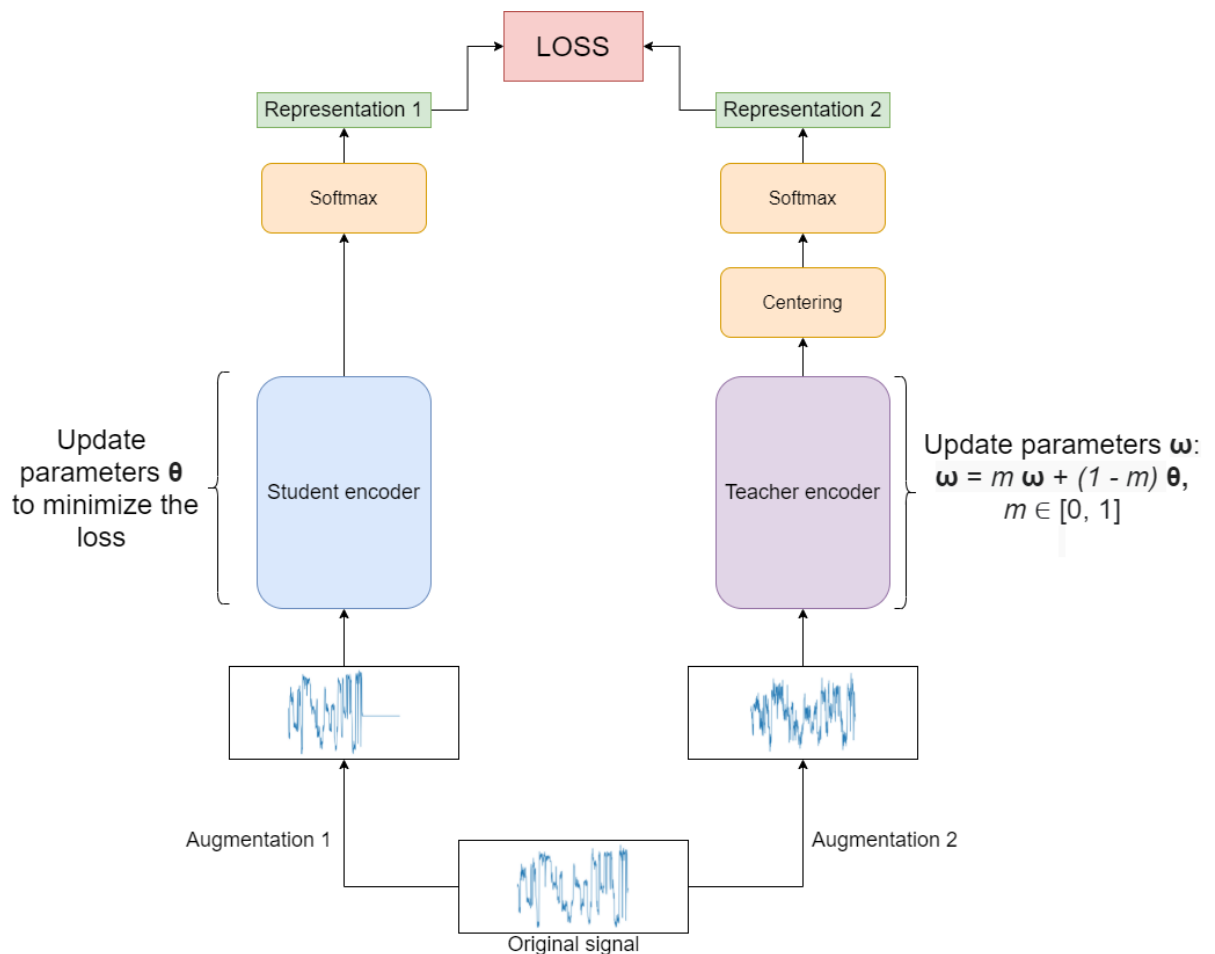 LOSS
Representation 1
Representation 2
Softmax
Softmax
Centering
Update
parameters θ
to minimize the
loss
Student encoder
Teacher encoder
Update parameters ω:
ω = m ω + (1 - m) θ,
m ∈ [0, 1]
Augmentation 1
Augmentation 2
Original signal